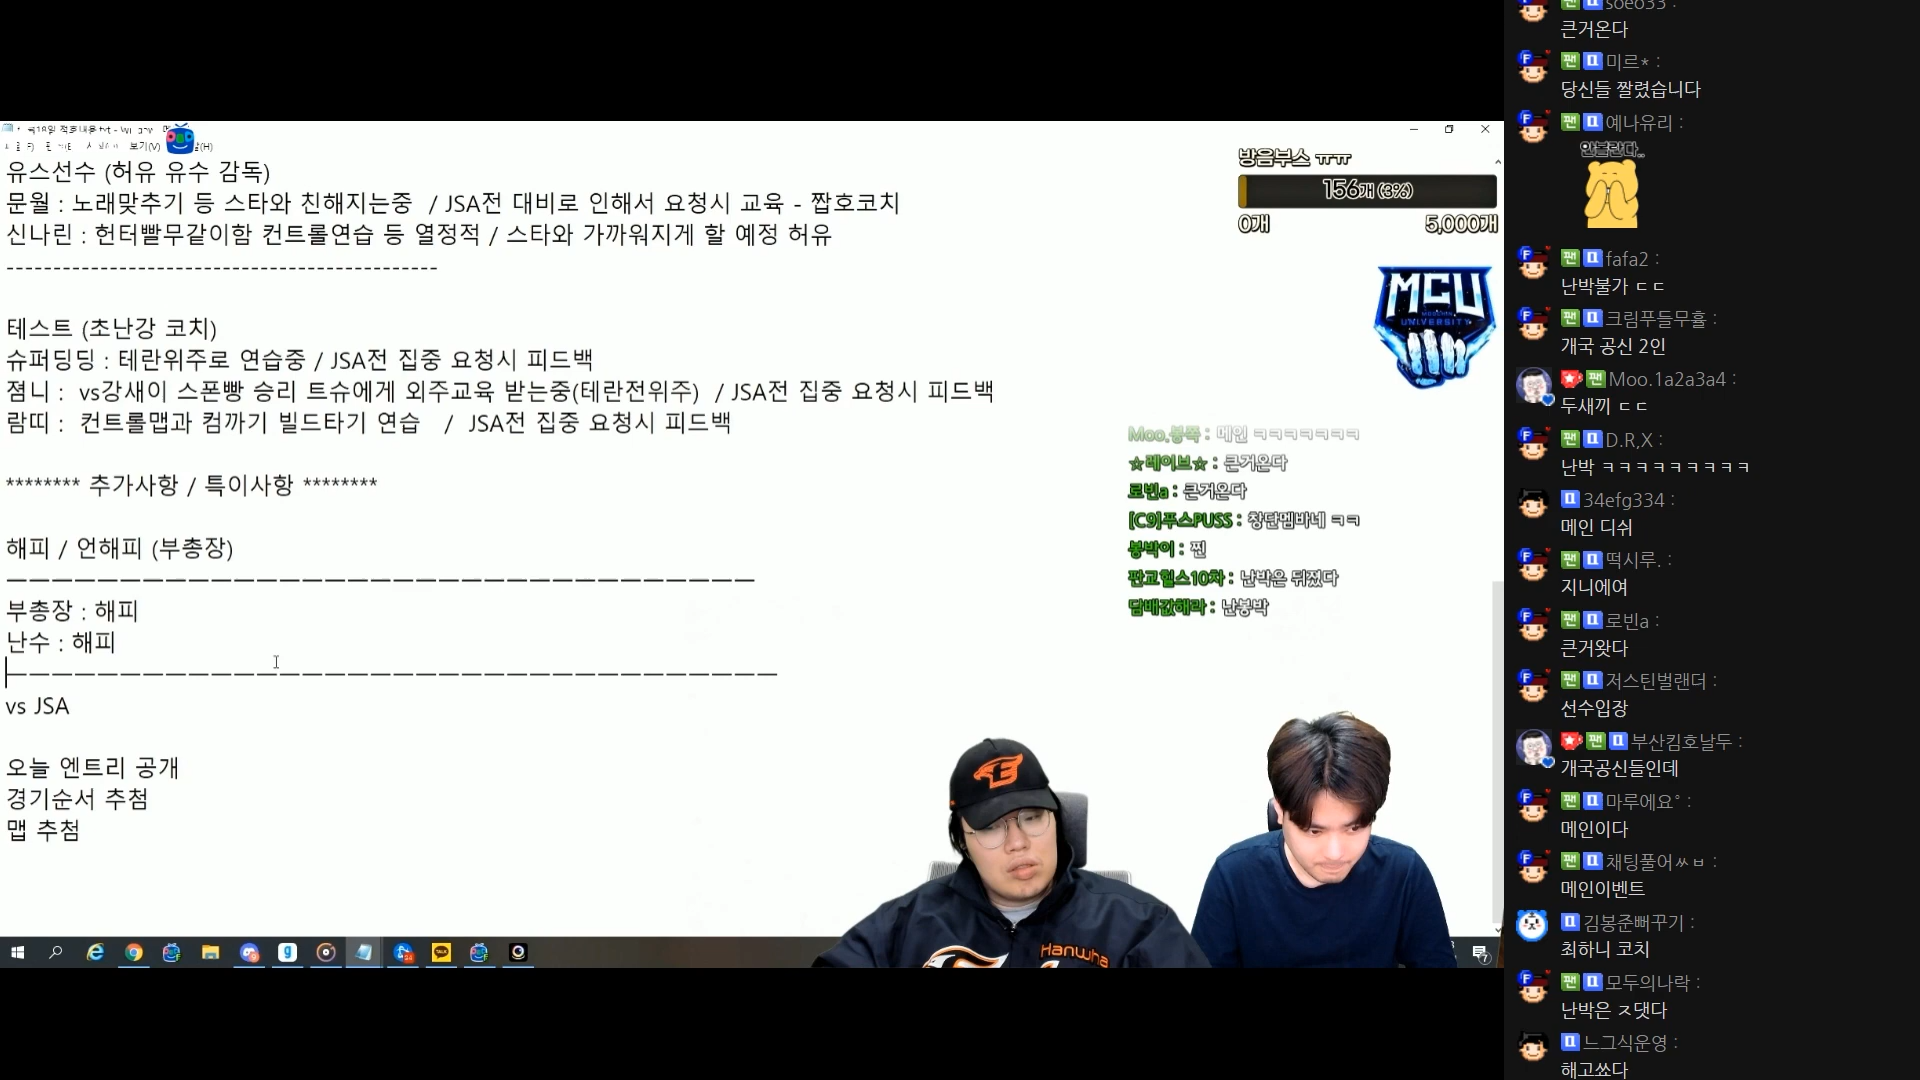 유스선수 (허유 유수 감독)
문월 : 노래맞추기 등 스타와 친해지는중  / JSA전 대비로 인해서 요청시 교육 - 짭호코치
신나린 : 헌터빨무같이함 컨트롤연습 등 열정적 / 스타와 가까워지게 할 예정 허유
----------------------------------------------
테스트 (초난강 코치)
슈퍼딩딩 : 테란위주로 연습중 / JSA전 집중 요청시 피드백
졈니 :  vs강새이 스폰빵 승리 트슈에게 외주교육 받는중(테란전위주)  / JSA전 집중 요청시 피드백
람띠 :  컨트롤맵과 컴까기 빌드타기 연습   /  JSA전 집중 요청시 피드백
******** 추가사항 / 특이사항 ********
해피 / 언해피 (부총장)
ㅡㅡㅡㅡㅡㅡㅡㅡㅡㅡㅡㅡㅡㅡㅡㅡㅡㅡㅡㅡㅡㅡㅡㅡㅡㅡㅡㅡㅡㅡㅡㅡㅡ
부총장 : 해피
난수 : 해피
ㅡㅡㅡㅡㅡㅡㅡㅡㅡㅡㅡㅡㅡㅡㅡㅡㅡㅡㅡㅡㅡㅡㅡㅡㅡㅡㅡㅡㅡㅡㅡㅡㅡㅡ
vs JSA
오늘 엔트리 공개
경기순서 추첨
맵 추첨
방음부스 ㅠㅠ
156개 (3%)
0개 5,000개
MCU
UNIVERSITY
Moo.봉쪽 : 메인 ㅋㅋㅋㅋㅋㅋㅋ
☆레이브☆ : 큰거온다
로빈a : 큰거온다
[C9]푸스PUSS : 창단멤바네 ㅋㅋ
봉박이 : 찐
판교힐스10차 : 난박은 뒤졌다
담배값해라 : 난봉박
Hanwha
soeo33 :
큰거온다
미르* :
당신들 짤렸습니다
예나유리 :
안볼란다..
fafa2 :
난박불가 ㄷㄷ
크림푸들무휼 :
개국 공신 2인
Moo.1a2a3a4 :
두새끼 ㄷㄷ
D.R,X :
난박 ㅋㅋㅋㅋㅋㅋㅋㅋㅋ
34efg334 :
메인 디쉬
떡시루. :
지니에여
로빈a :
큰거왓다
저스틴벌랜더 :
선수입장
부산킴호날두 :
개국공신들인데
마루에요° :
메인이다
채팅풀어ㅆㅂ :
메인이벤트
김봉준뻐꾸기 :
최하니 코치
모두의나락 :
난박은 ㅈ댓다
느그식운영 :
해고쑈다